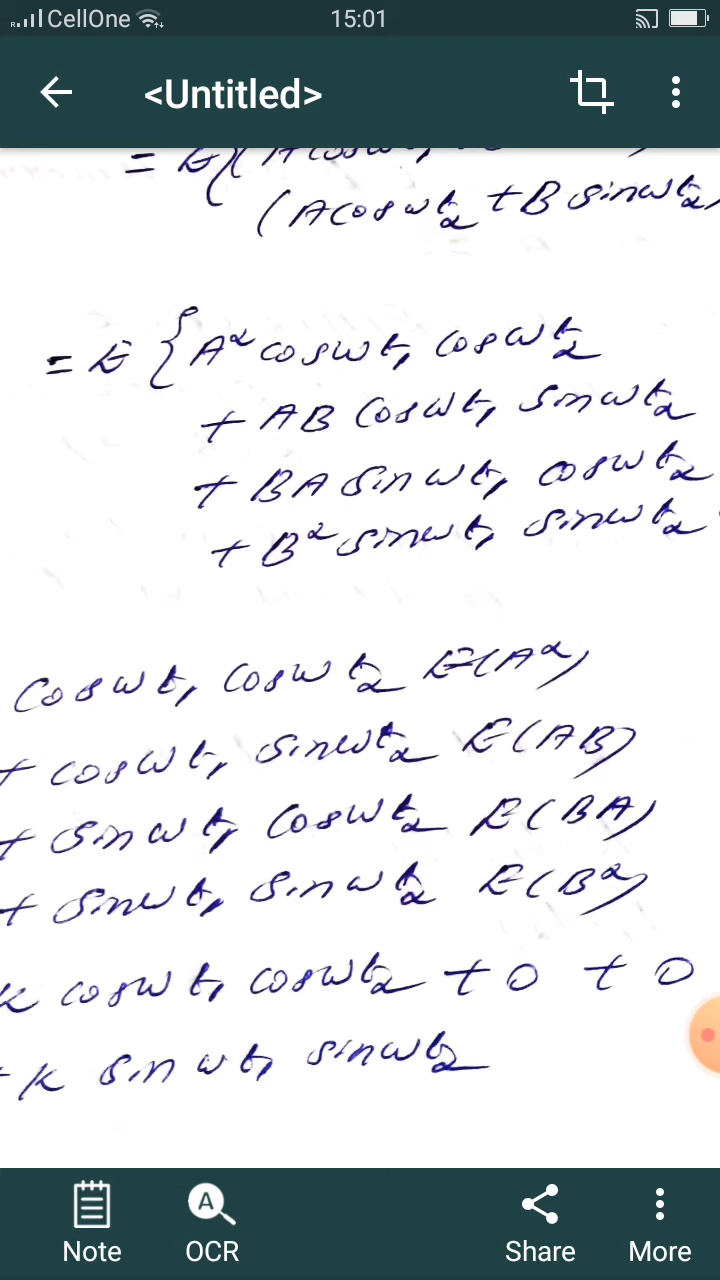 CellOne 15:01
<Untitled>
= E{(A cos ωt₁
(A cos ωt₂ + B sin ωt₂)
= E { A² cos ωt₁ cos ωt₂
+ AB cos ωt₁ sin ωt₂
+ BA sin ωt₁ cos ωt₂
+ B² sin ωt₁ sin ωt₂
cos ωt₁ cos ωt₂ E(A²)
+ cos ωt₁ sin ωt₂ E(AB)
+ sin ωt₁ cos ωt₂ E(BA)
+ sin ωt₁ sin ωt₂ E(B²)
K cos ωt₁ cos ωt₂ + 0 + 0
+ K sin ωt₁ sin ωt₂
Note OCR Share More